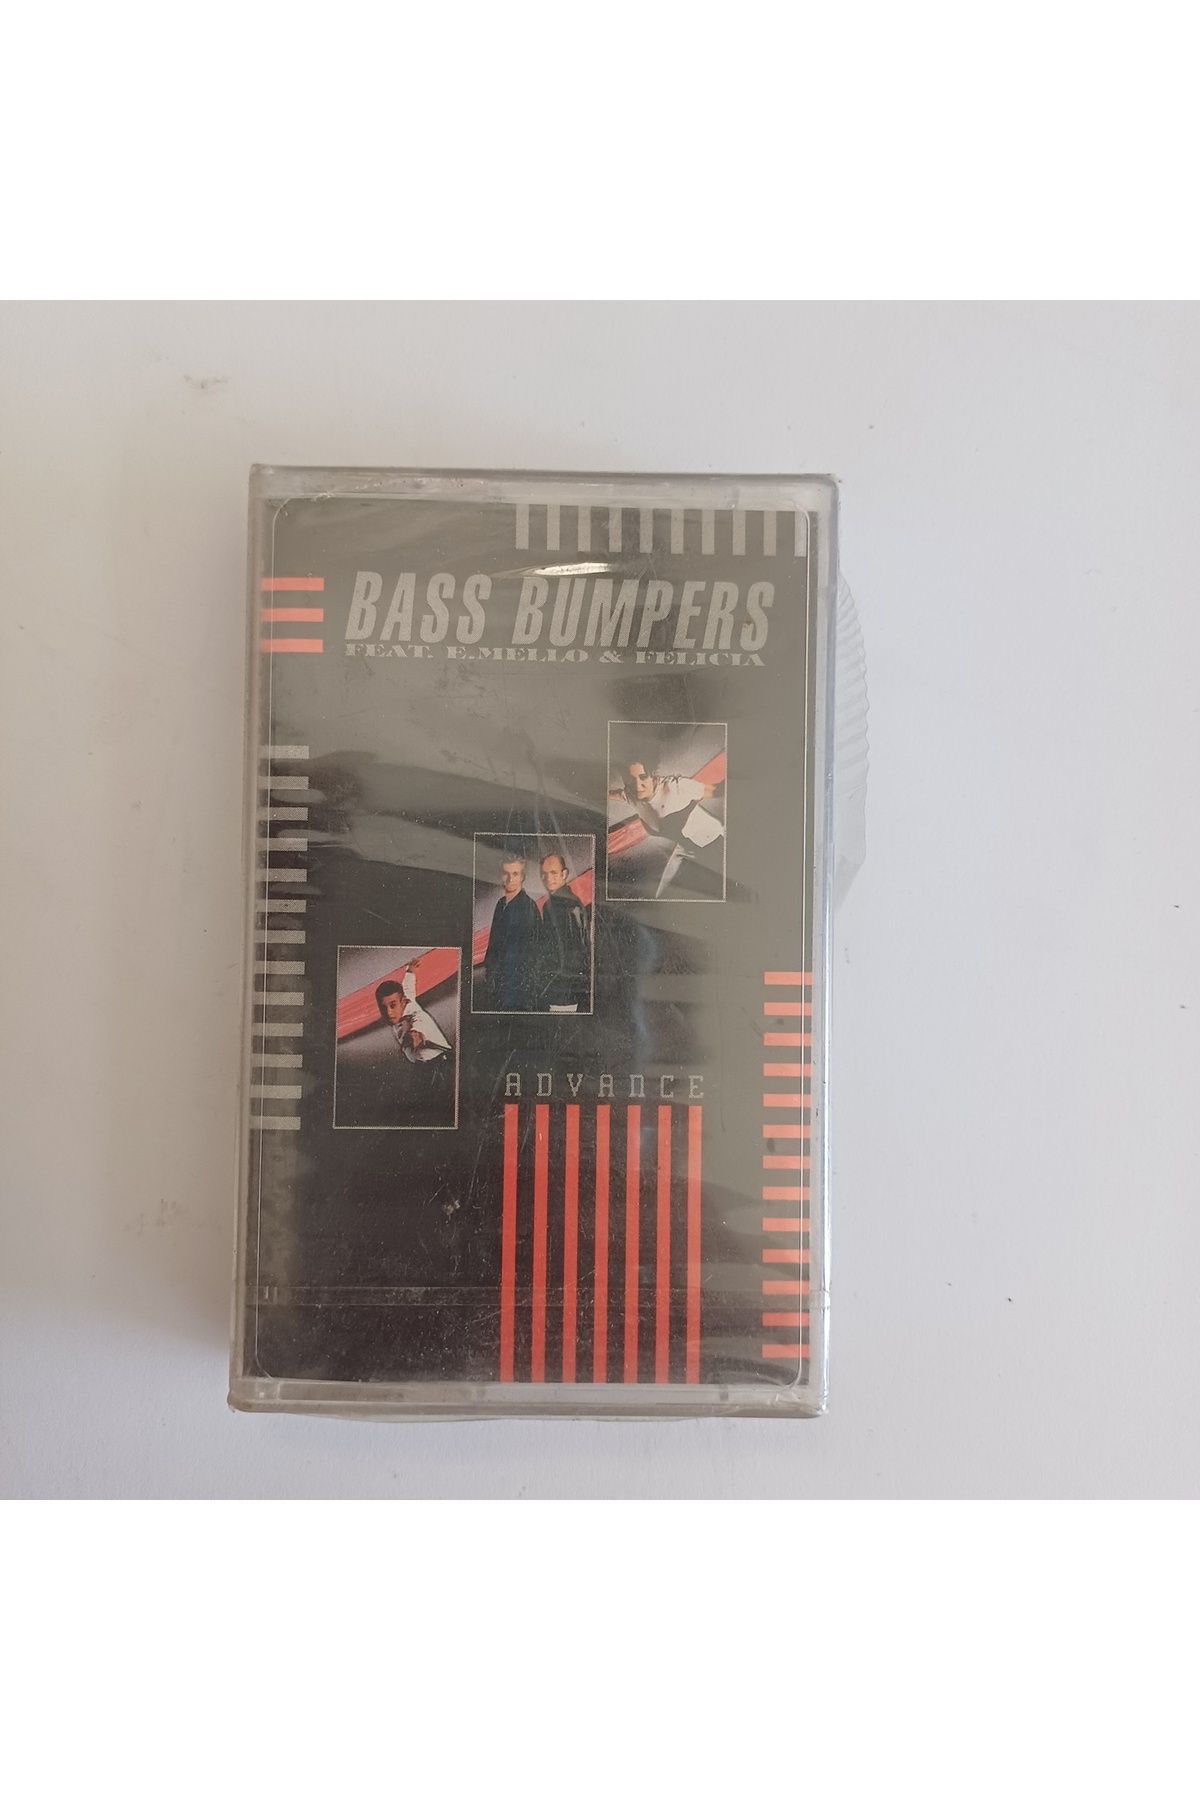 BASS BUMPERS
FEAT. E.MELLO & FELICIA
ADVANCE